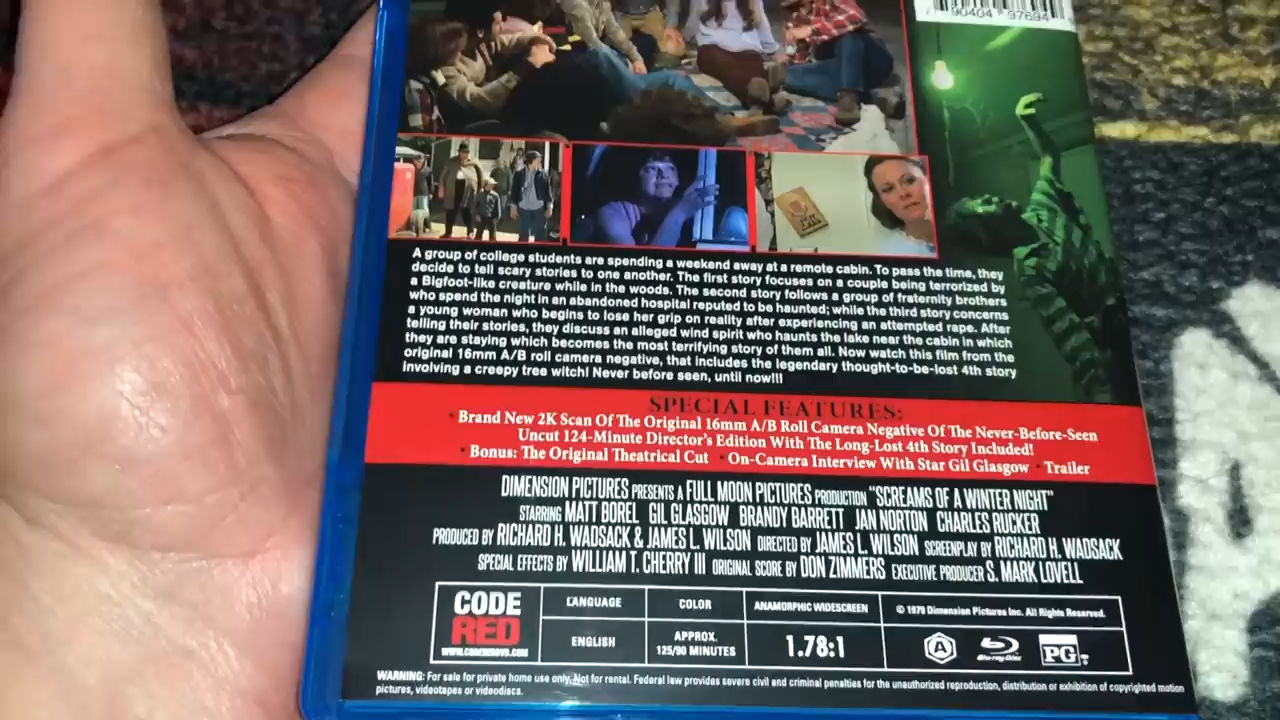 90404 97694
A group of college students are spending a weekend away at a remote cabin. To pass the time, they
decide to tell scary stories to one another. The first story focuses on a couple being terrorized by
a Bigfoot-like creature while in the woods. The second story follows a group of fraternity brothers
who spend the night in an abandoned hospital reputed to be haunted; while the third story concerns
a young woman who begins to lose her grip on reality after experiencing an attempted rape. After
telling their stories, they discuss an alleged wind spirit who haunts the lake near the cabin in which
they are staying which becomes the most terrifying story of them all. Now watch this film from the
original 16mm A/B roll camera negative, that includes the legendary thought-to-be-lost 4th story
involving a creepy tree witch! Never before seen, until now!!!
SPECIAL FEATURES:
• Brand New 2K Scan Of The Original 16mm A/B Roll Camera Negative Of The Never-Before-Seen
Uncut 124-Minute Director's Edition With The Long-Lost 4th Story Included!
• Bonus: The Original Theatrical Cut • On-Camera Interview With Star Gil Glasgow • Trailer
DIMENSION PICTURES PRESENTS A FULL MOON PICTURES PRODUCTION "SCREAMS OF A WINTER NIGHT"
STARRING MATT BOREL GIL GLASGOW BRANDY BARRETT JAN NORTON CHARLES RUCKER
PRODUCED BY RICHARD H. WADSACK & JAMES L. WILSON DIRECTED BY JAMES L. WILSON SCREENPLAY BY RICHARD H. WADSACK
SPECIAL EFFECTS BY WILLIAM T. CHERRY III ORIGINAL SCORE BY DON ZIMMERS EXECUTIVE PRODUCER S. MARK LOVELL
CODE RED
WWW.CODEREDDVD.COM
LANGUAGE COLOR ANAMORPHIC WIDESCREEN © 1979 Dimension Pictures Inc. All Rights Reserved.
ENGLISH APPROX. 125/90 MINUTES 1.78:1 A Blu-ray Disc PG
WARNING: For sale for private home use only. Not for rental. Federal law provides severe civil and criminal penalties for the unauthorized reproduction, distribution or exhibition of copyrighted motion
pictures, videotapes or videodiscs.